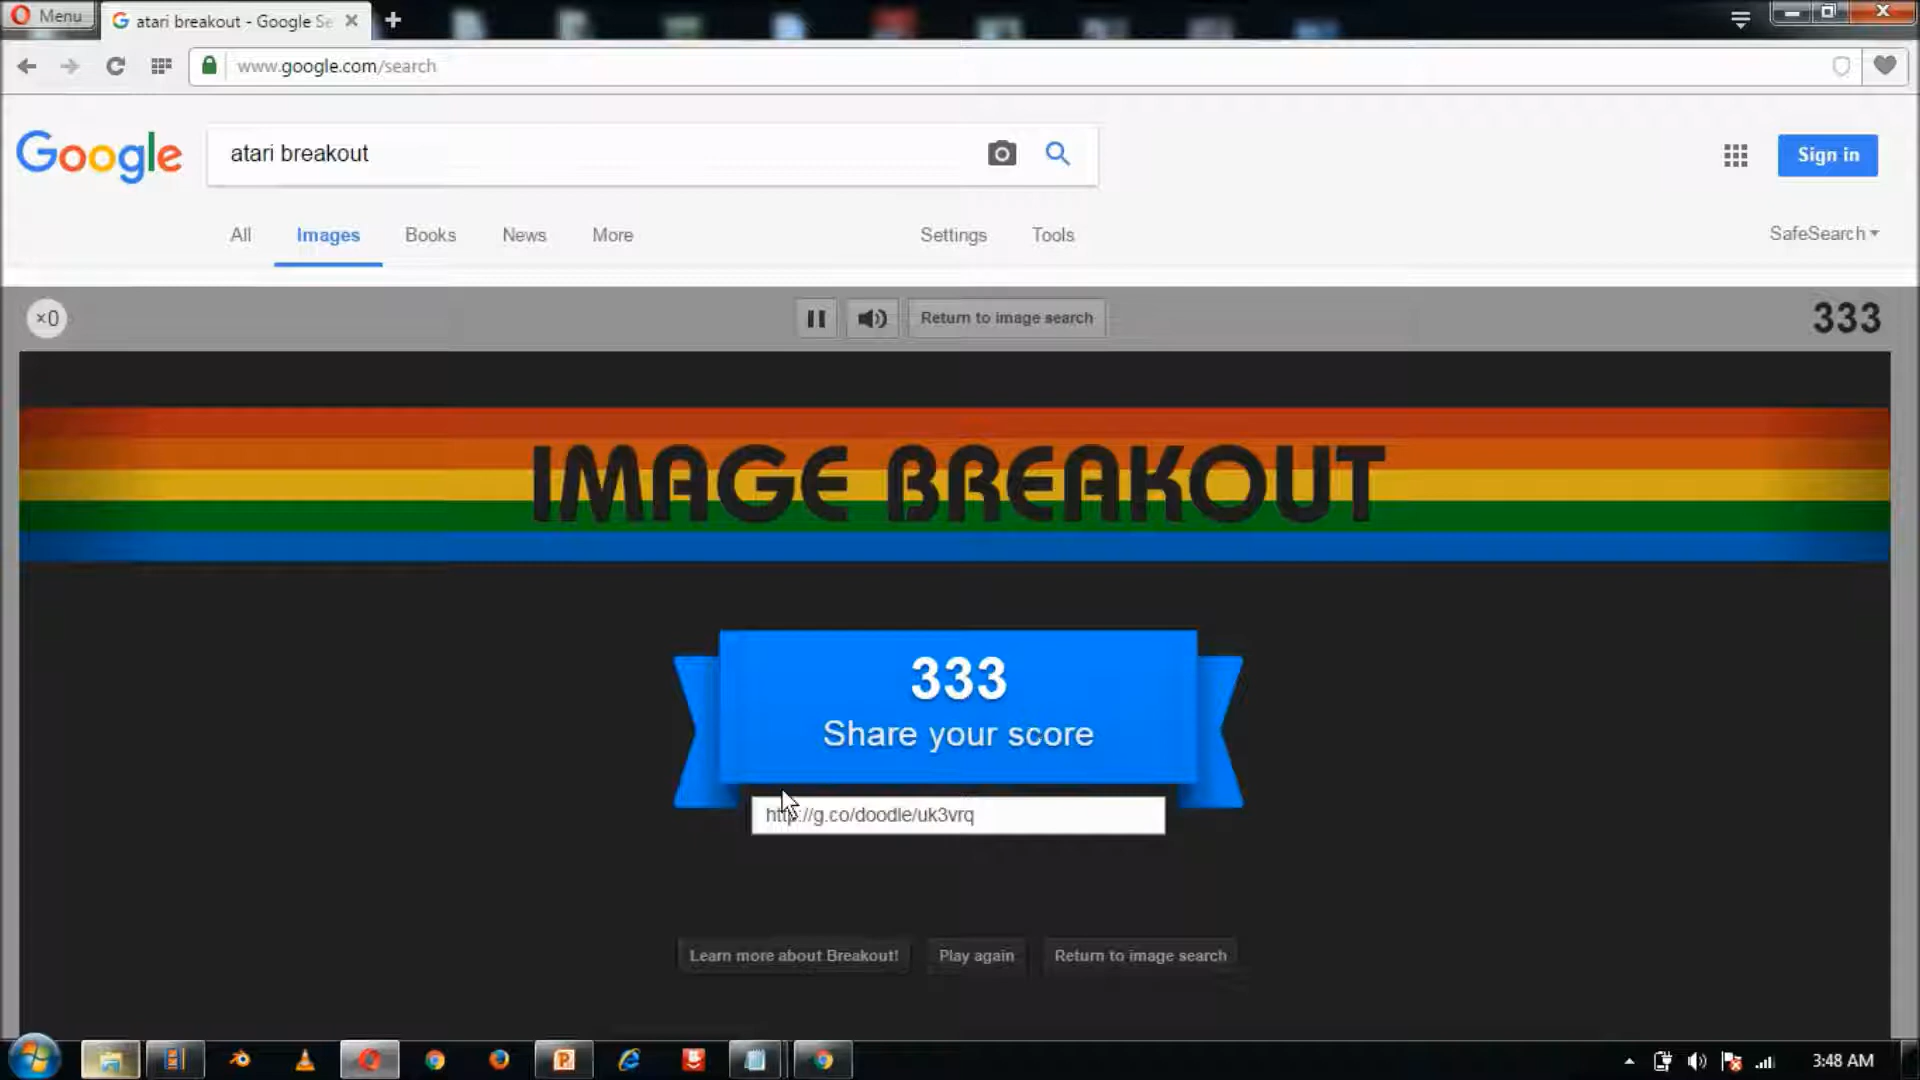 Menu
atari breakout - Google Se
www.google.com/search
Google
atari breakout
Sign in
All
Images
Books
News
More
Settings
Tools
SafeSearch
×0
Return to image search
333
IMAGE BREAKOUT
333
Share your score
http://g.co/doodle/uk3vrq
Learn more about Breakout!
Play again
Return to image search
3:48 AM